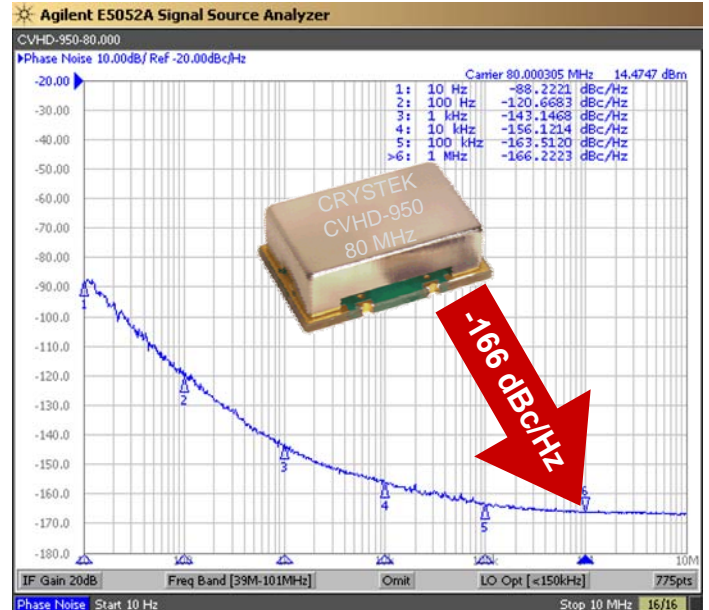 Agilent E5052A Signal Source Analyzer
CVHD-950-80.000
▶Phase Noise 10.00dB/ Ref -20.00dBc/Hz
Carrier 80.000305 MHz 14.4747 dBm
1: 10 Hz -88.2221 dBc/Hz
2: 100 Hz -120.6683 dBc/Hz
3: 1 kHz -143.1468 dBc/Hz
4: 10 kHz -156.1214 dBc/Hz
5: 100 kHz -163.5120 dBc/Hz
>6: 1 MHz -166.2223 dBc/Hz
-20.00
-30.00
-40.00
-50.00
-60.00
-70.00
-80.00
-90.00
-100.0
-110.0
-120.0
-130.0
-140.0
-150.0
-160.0
-170.0
-180.0
CRYSTEK
CVHD-950
80 MHz
-166 dBc/Hz
1
2
3
4
5
6
10M
IF Gain 20dB
Freq Band [39M-101MHz]
Omit
LO Opt [<150kHz]
775pts
Phase Noise Start 10 Hz
Stop 10 MHz 16/16